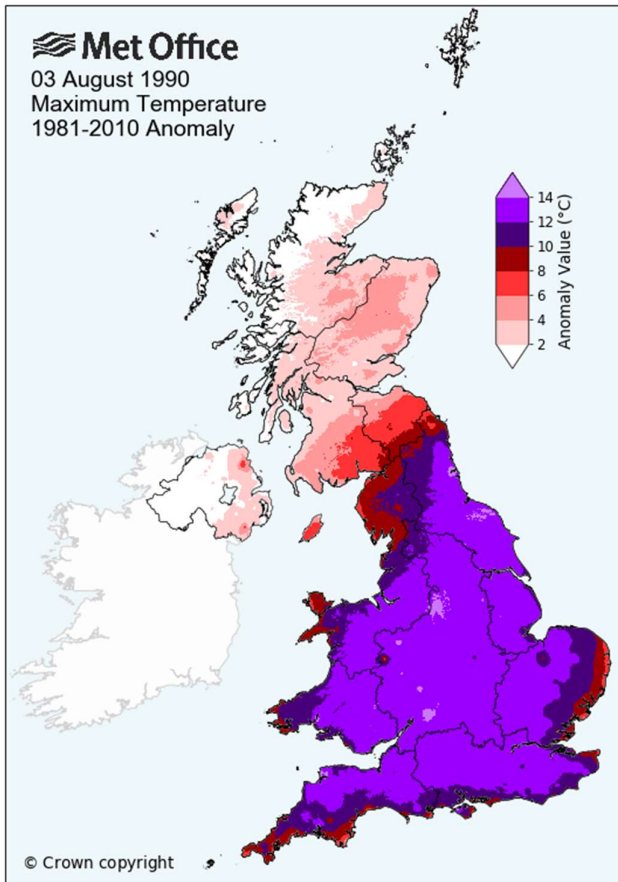 Met Office
03 August 1990
Maximum Temperature
1981-2010 Anomaly
14
12
10
8
6
4
2
Anomaly Value (°C)
© Crown copyright